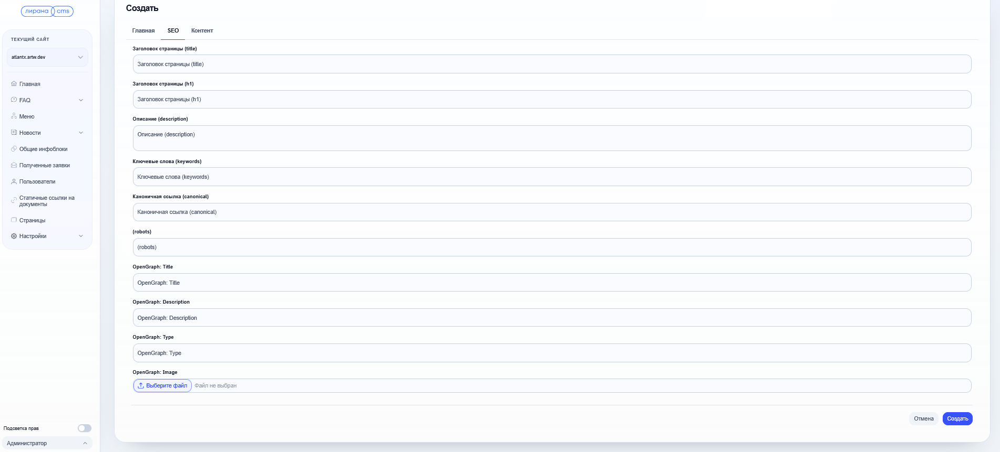 лирана cms
ТЕКУЩИЙ САЙТ
atlantx.artw.dev
Главная
FAQ
Меню
Новости
Общие инфоблоки
Полученные заявки
Пользователи
Статичные ссылки на
документы
Страницы
Настройки
Подсветка прав
Администратор
Создать
Главная SEO Контент
Заголовок страницы (title)
Заголовок страницы (title)
Заголовок страницы (h1)
Заголовок страницы (h1)
Описание (description)
Описание (description)
Ключевые слова (keywords)
Ключевые слова (keywords)
Каноничная ссылка (canonical)
Каноничная ссылка (canonical)
(robots)
(robots)
OpenGraph: Title
OpenGraph: Title
OpenGraph: Description
OpenGraph: Description
OpenGraph: Type
OpenGraph: Type
OpenGraph: Image
Выберите файл Файл не выбран
Отмена Создать